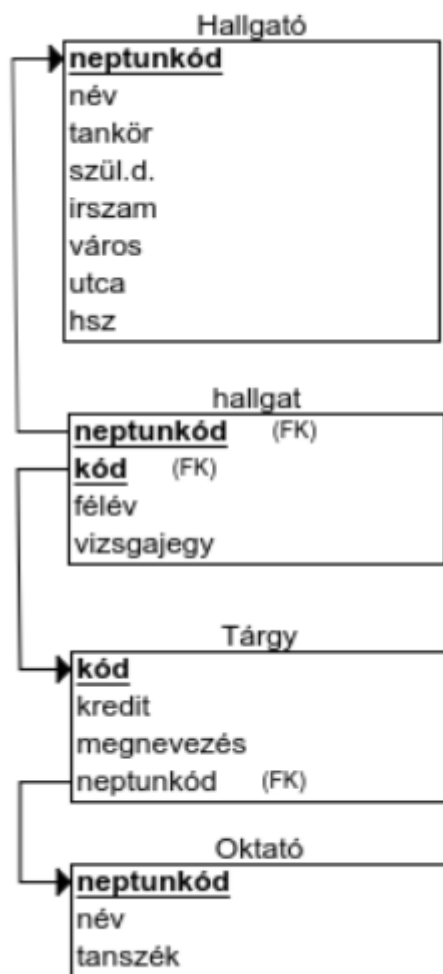 Hallgató
neptunkód
név
tankör
szül.d.
irszam
város
utca
hsz
hallgat
neptunkód (FK)
kód (FK)
félév
vizsgajegy
Tárgy
kód
kredit
megnevezés
neptunkód (FK)
Oktató
neptunkód
név
tanszék